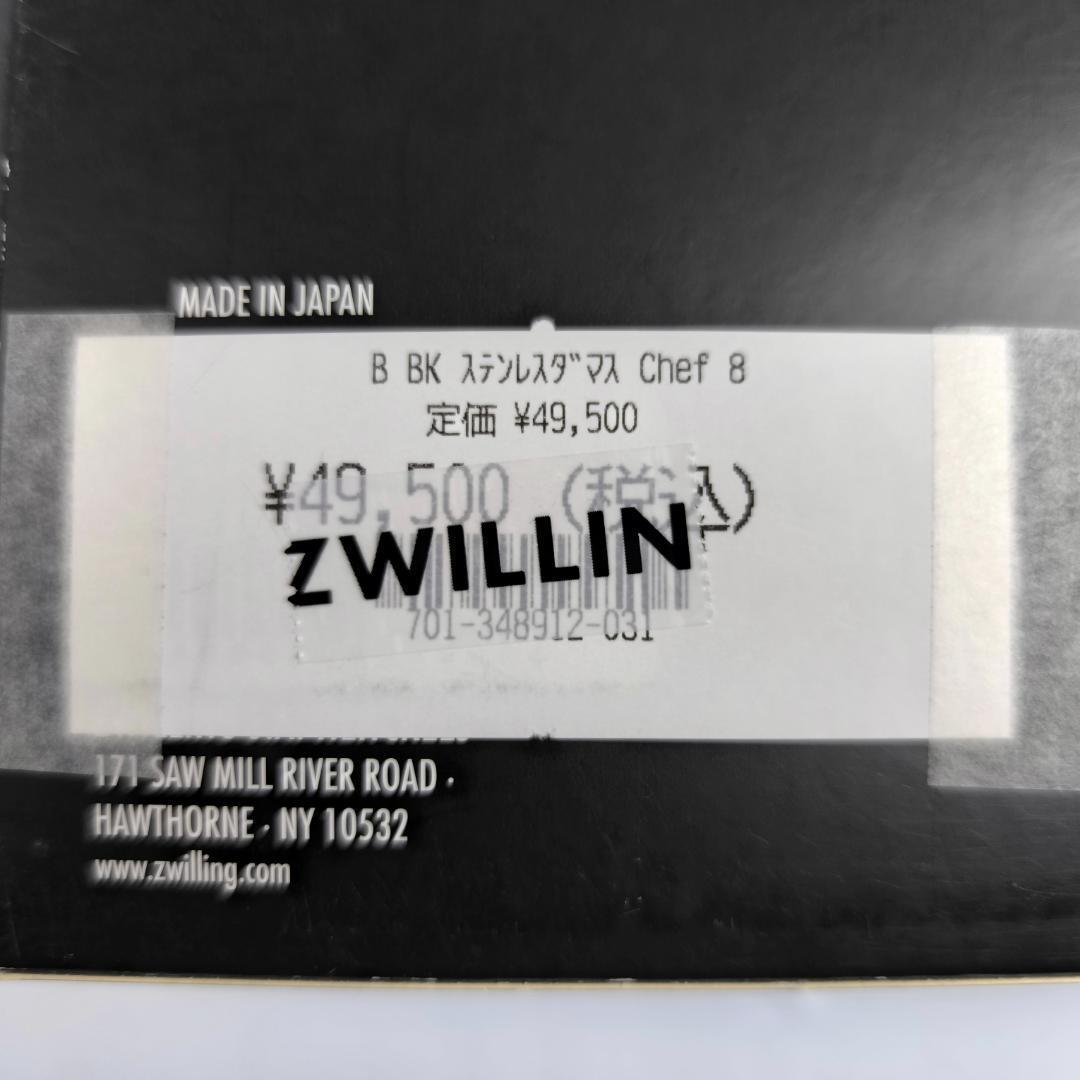 MADE IN JAPAN
B BK ｽﾃﾝﾚｽﾀﾞﾏｽ Chef 8
定価 ¥49,500
¥49,500 (税込)
ZWILLIN
701-348912-031
171 SAW MILL RIVER ROAD ·
HAWTHORNE · NY 10532
www.zwilling.com